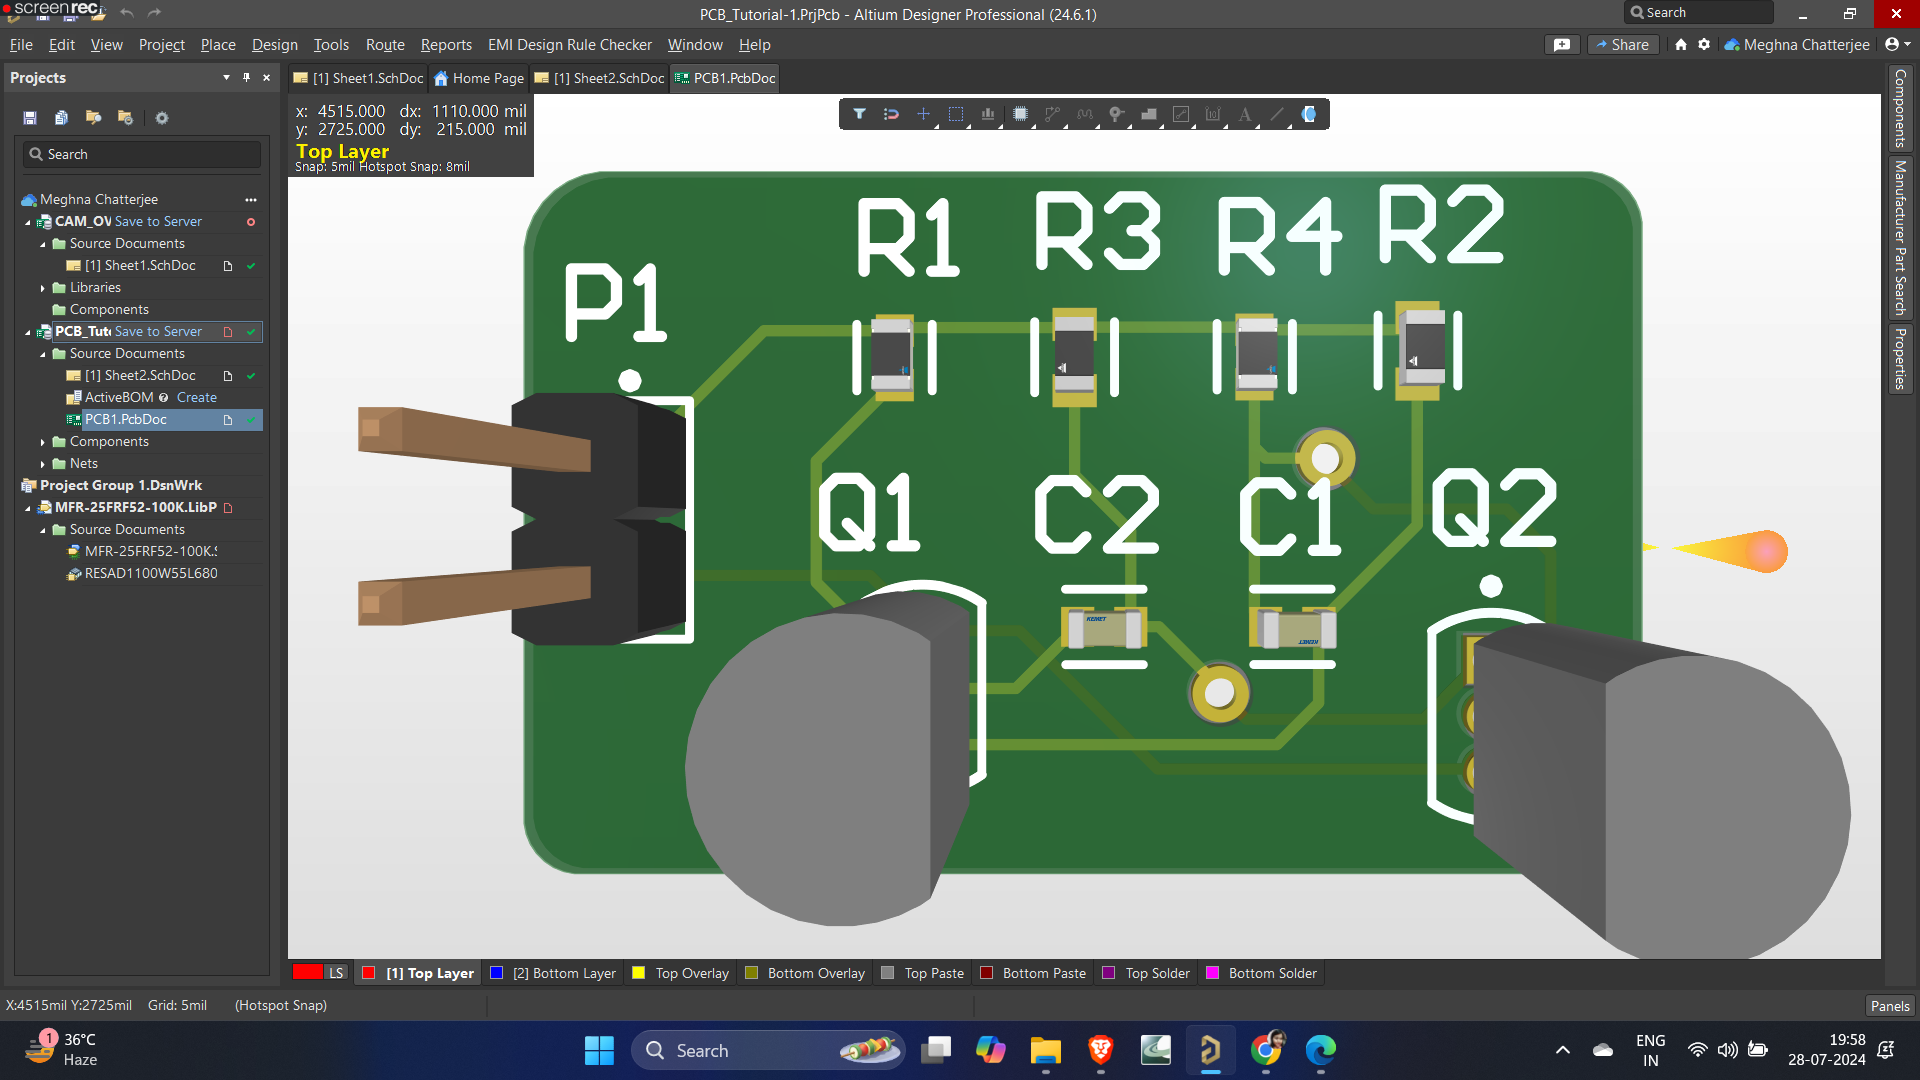 screenrec
PCB_Tutorial-1.PrjPcb - Altium Designer Professional (24.6.1)
Search
File Edit View Project Place Design Tools Route Reports EMI Design Rule Checker Window Help
Share
Meghna Chatterjee
Projects
[1] Sheet1.SchDoc
Home Page
[1] Sheet2.SchDoc
PCB1.PcbDoc
x: 4515.000 dx: 1110.000 mil
y: 2725.000 dy: 215.000 mil
Top Layer
Snap: 5mil Hotspot Snap: 8mil
Search
Meghna Chatterjee
CAM_OV Save to Server
Source Documents
[1] Sheet1.SchDoc
Libraries
Components
PCB_Tut Save to Server
Source Documents
[1] Sheet2.SchDoc
ActiveBOM Create
PCB1.PcbDoc
Components
Nets
Project Group 1.DsnWrk
MFR-25FRF52-100K.LibP
Source Documents
MFR-25FRF52-100K.S
RESAD1100W55L680
P1
R1
R3
R4
R2
Q1
C2
C1
Q2
KEMET
KEMET
Components
Manufacturer Part Search
Properties
LS
[1] Top Layer
[2] Bottom Layer
Top Overlay
Bottom Overlay
Top Paste
Bottom Paste
Top Solder
Bottom Solder
X:4515mil Y:2725mil Grid: 5mil (Hotspot Snap)
Panels
1
36°C
Haze
Search
ENG
IN
19:58
28-07-2024